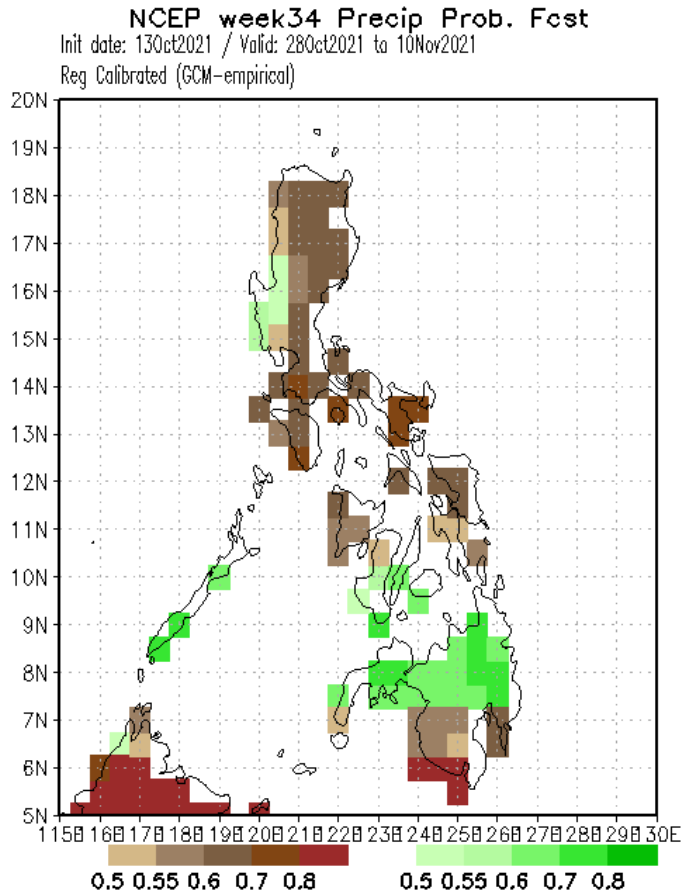 NCEP week34 Precip Prob. Fcst
Init date: 13Oct2021 / Valid: 28Oct2021 to 10Nov2021
Reg Calibrated (GCM-empirical)
20N
19N
18N
17N
16N
15N
14N
13N
12N
11N
10N
9N
8N
7N
6N
5N
115E 116E 117E 118E 119E 120E 121E 122E 123E 124E 125E 126E 127E 128E 129E 130E
0.5 0.55 0.6 0.7 0.8 0.5 0.55 0.6 0.7 0.8